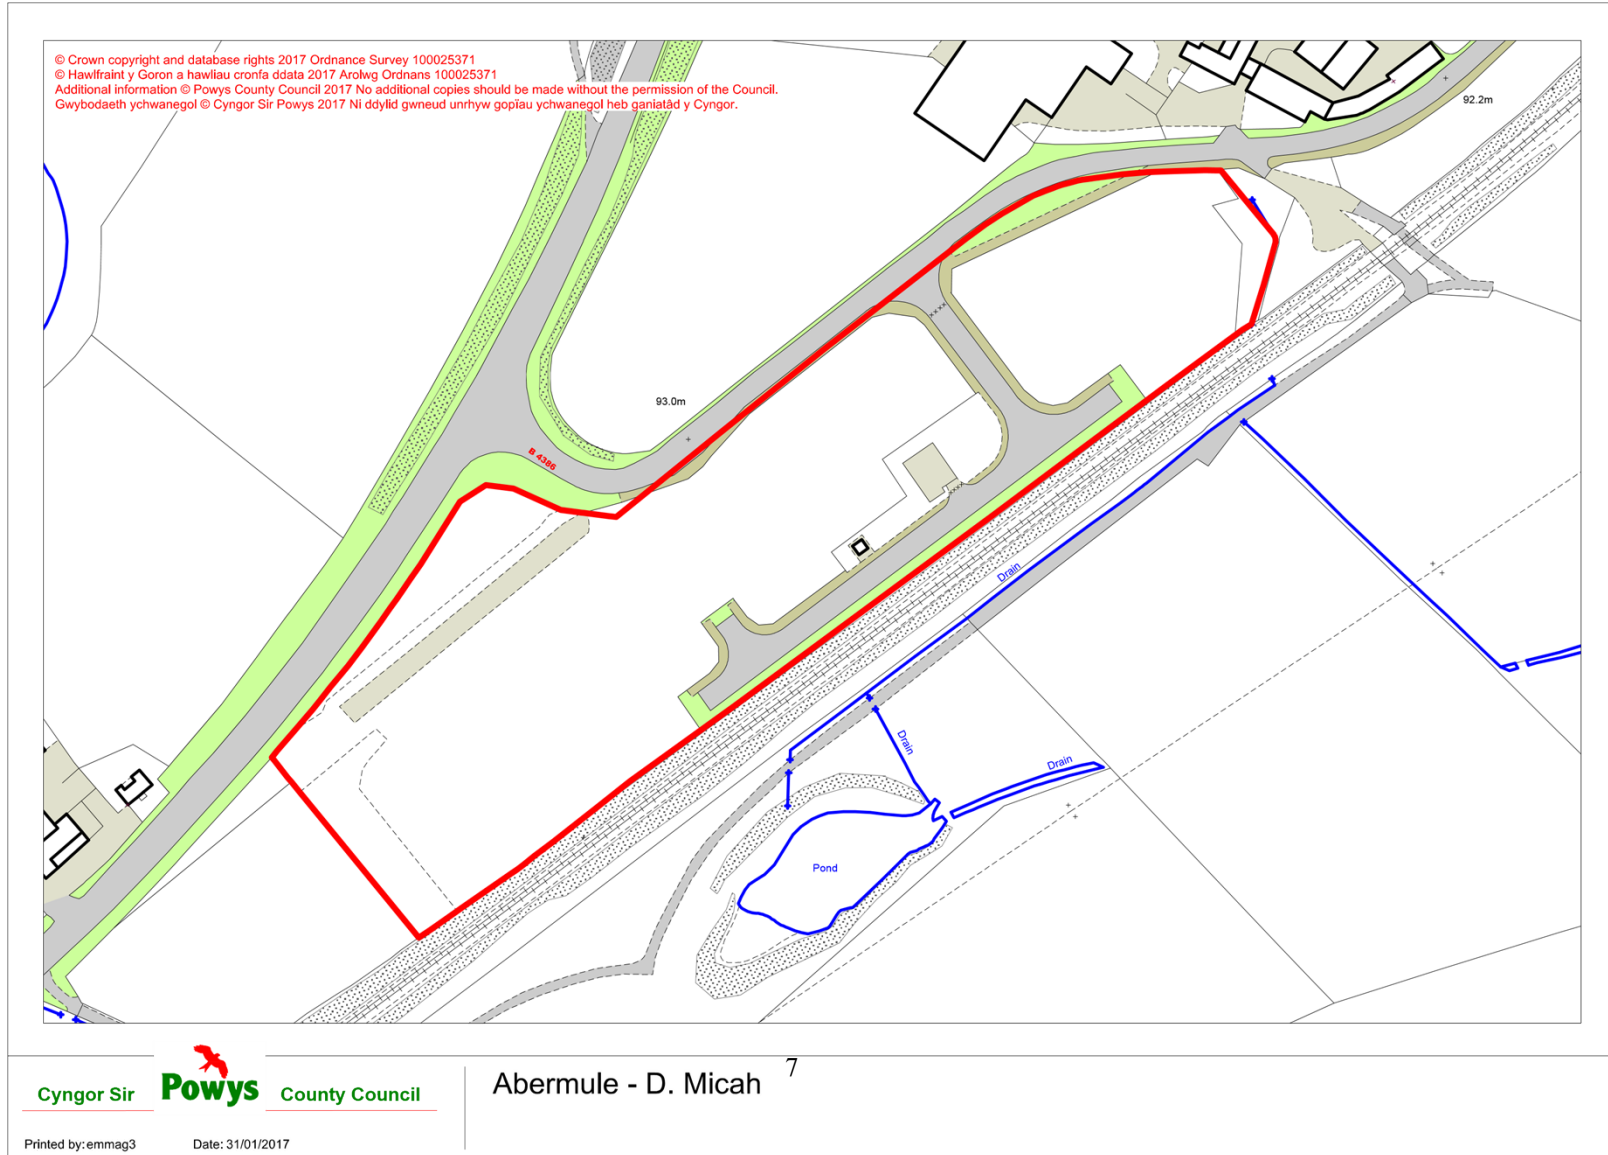 © Crown copyright and database rights 2017 Ordnance Survey 100025371
© Hawlfraint y Goron a hawliau cronfa ddata 2017 Arolwg Ordnans 100025371
Additional information © Powys County Council 2017 No additional copies should be made without the permission of the Council.
Gwybodaeth ychwanegol © Cyngor Sir Powys 2017 Ni ddylid gwneud unrhyw gopïau ychwanegol heb ganiatâd y Cyngor.
92.2m
93.0m
B 4386
Drain
Drain
Drain
Pond
Cyngor Sir Powys County Council
Abermule - D. Micah 7
Printed by: emmag3 Date: 31/01/2017